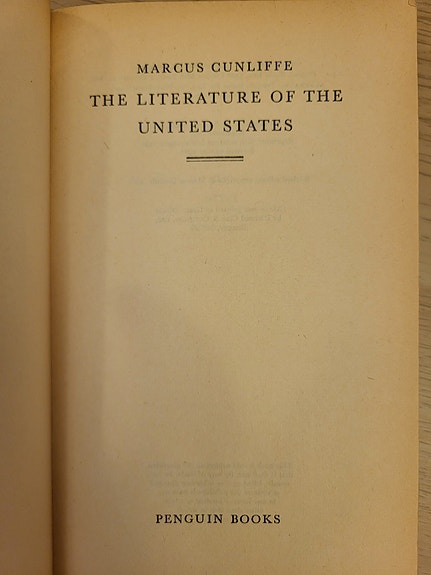 MARCUS CUNLIFFE
THE LITERATURE OF THE
UNITED STATES
PENGUIN BOOKS